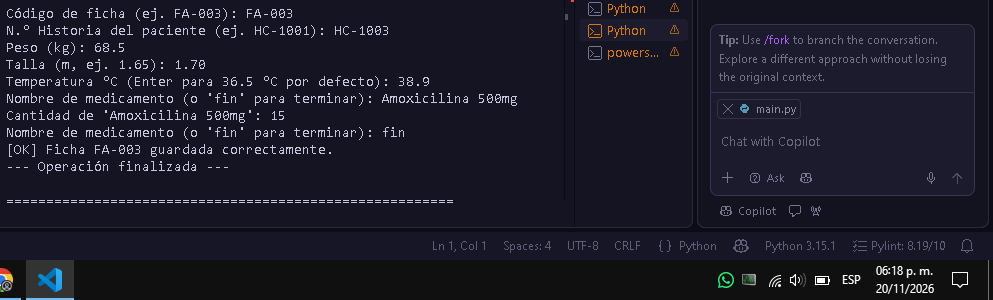 Código de ficha (ej. FA-003): FA-003
N.º Historia del paciente (ej. HC-1001): HC-1003
Peso (kg): 68.5
Talla (m, ej. 1.65): 1.70
Temperatura ºC (Enter para 36.5 ºC por defecto): 38.9
Nombre de medicamento (o 'fin' para terminar): Amoxicilina 500mg
Cantidad de 'Amoxicilina 500mg': 15
Nombre de medicamento (o 'fin' para terminar): fin
[OK] Ficha FA-003 guardada correctamente.
--- Operación finalizada ---
========================================================
Python
Python
powers...
Tip: Use /fork to branch the conversation.
Explore a different approach without losing
the original context.
main.py
Chat with Copilot
Ask
Copilot
Ln 1, Col 1 Spaces: 4 UTF-8 CRLF {} Python Python 3.15.1 Pylint: 8.19/10
ESP
06:18 p. m.
20/11/2026